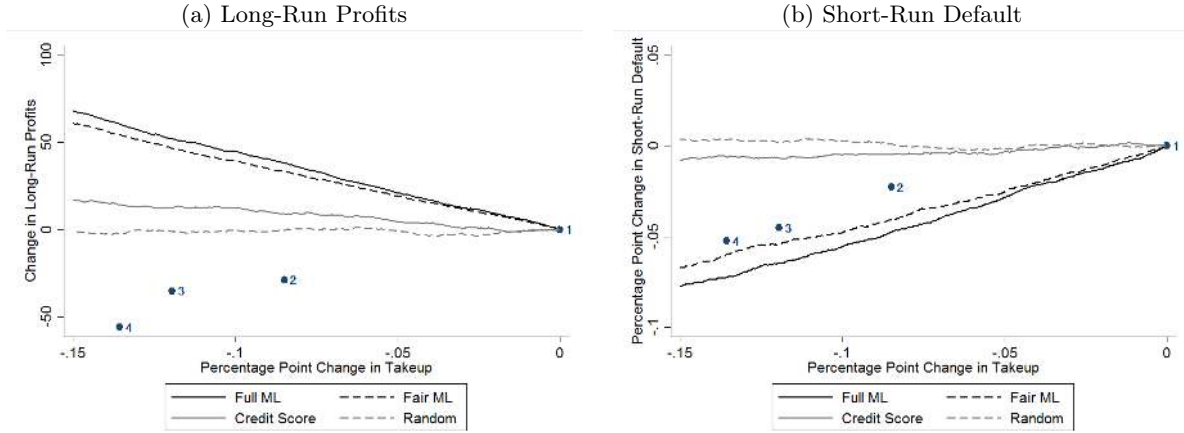 (a) Long-Run Profits
Change in Long-Run Profits
100
50
0
-50
1
2
3
4
-.15
-.1
-.05
0
Percentage Point Change in Takeup
Full ML
Fair ML
Credit Score
Random
(b) Short-Run Default
Percentage Point Change in Short-Run Default
.05
0
-.05
-.1
1
2
3
4
-.15
-.1
-.05
0
Percentage Point Change in Takeup
Full ML
Fair ML
Credit Score
Random